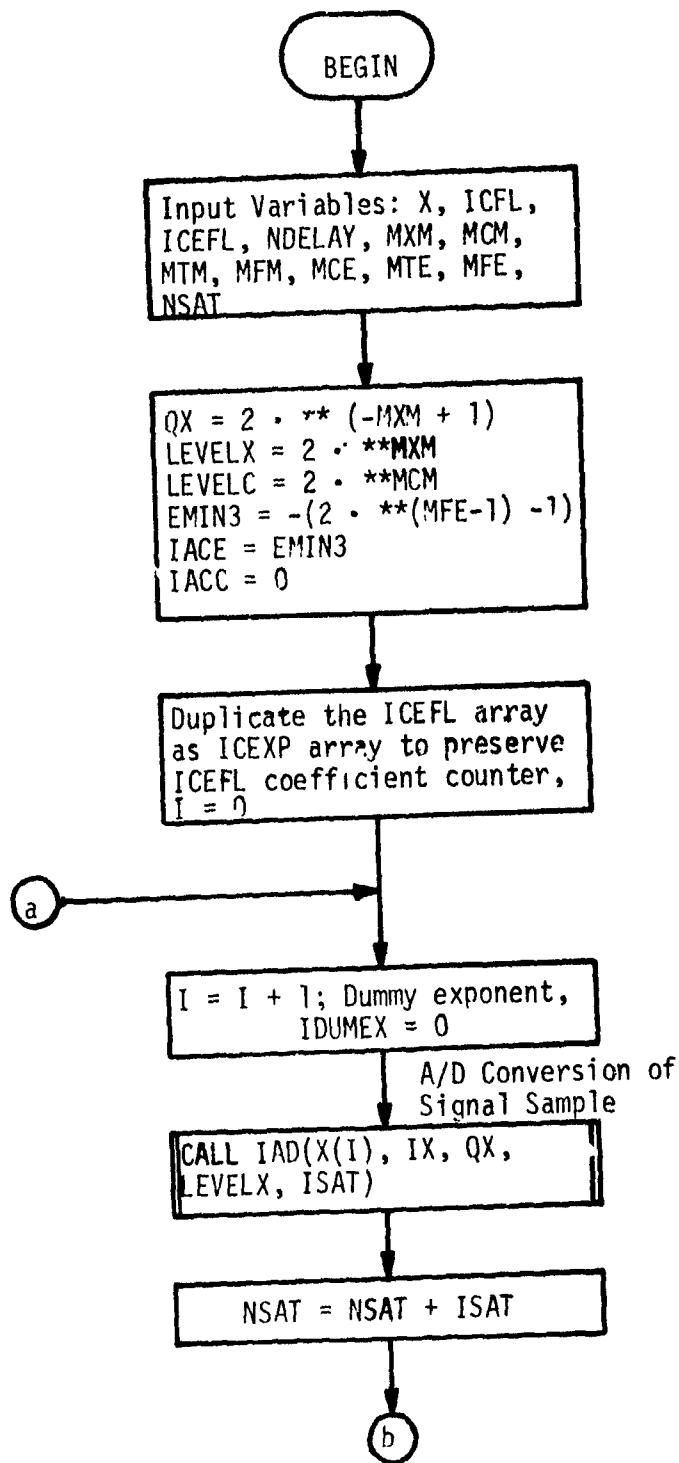 BEGIN
Input Variables: X, ICFL,
ICEFL, NDELAY, MXM, MCM,
MTM, MFM, MCE, MTE, MFE,
NSAT
QX = 2 . ** (-MXM + 1)
LEVELX = 2 . **MXM
LEVELC = 2 . **MCM
EMIN3 = -(2 . **(MFE-1) -1)
IACE = EMIN3
IACC = 0
Duplicate the ICEFL array
as ICEXP array to preserve
ICEFL coefficient counter,
I = 0
a
I = I + 1; Dummy exponent,
IDUMEX = 0
A/D Conversion of
Signal Sample
CALL IAD(X(I), IX, QX,
LEVELX, ISAT)
NSAT = NSAT + ISAT
b